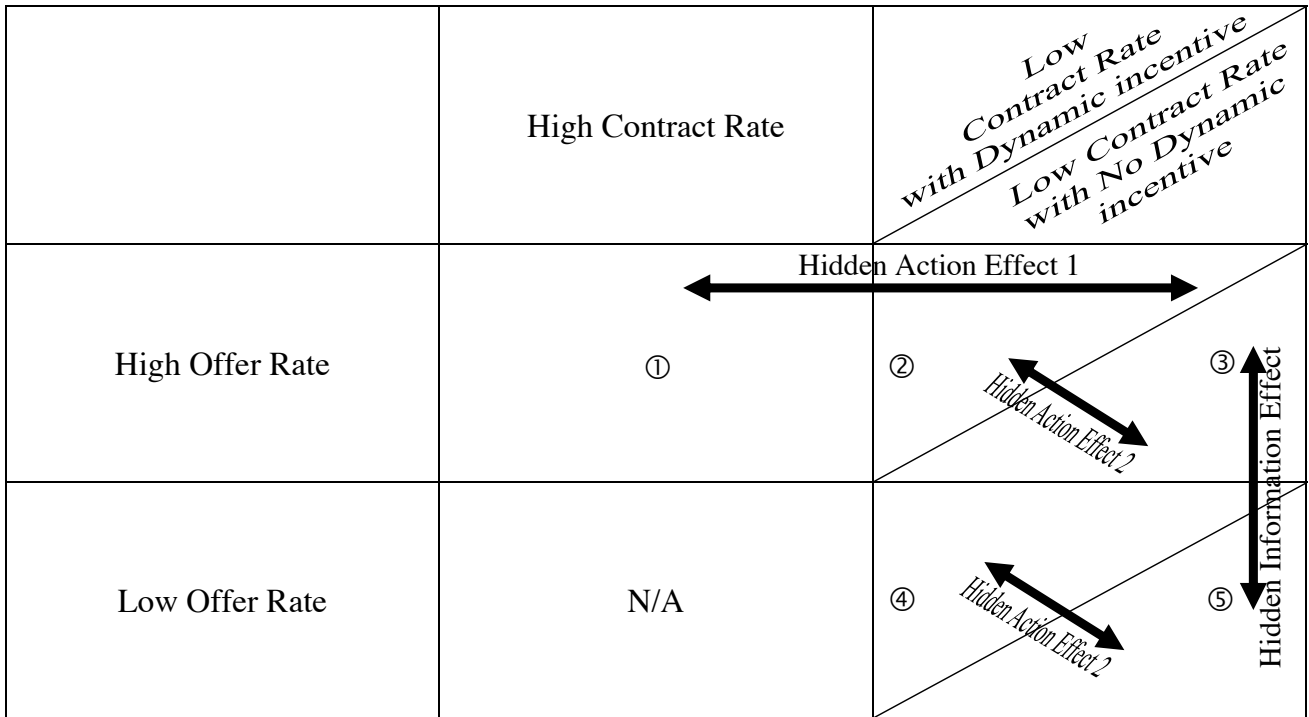 High Contract Rate
Low
Contract Rate
with Dynamic incentive
Low Contract Rate
with No Dynamic
incentive
Hidden Action Effect 1
High Offer Rate
①
②
Hidden Action Effect 2
③
Hidden Information Effect
Low Offer Rate
N/A
④
Hidden Action Effect 2
⑤